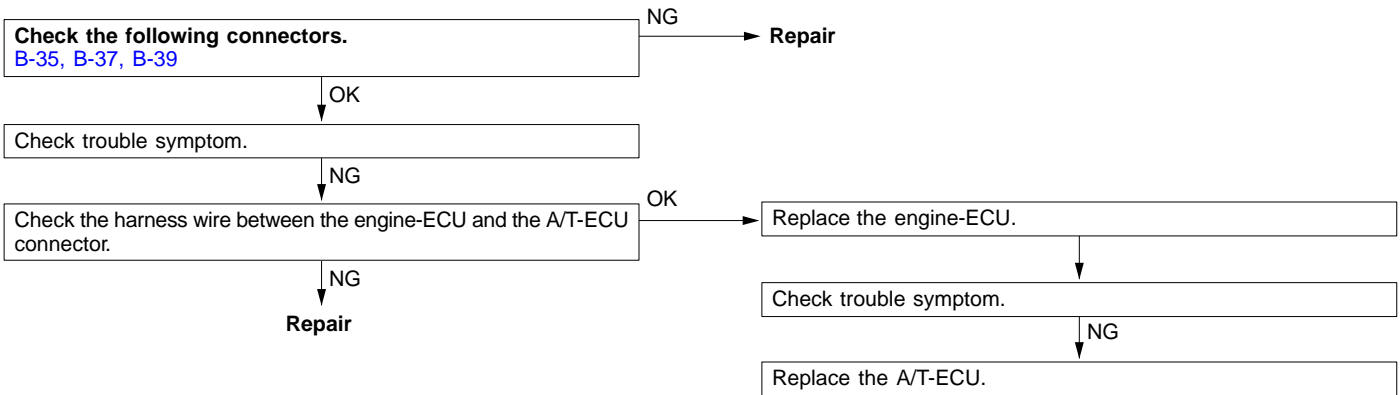 Check the following connectors.
B-35, B-37, B-39
NG
Repair
OK
Check trouble symptom.
NG
Check the harness wire between the engine-ECU and the A/T-ECU
connector.
OK
Replace the engine-ECU.
NG
Repair
Check trouble symptom.
NG
Replace the A/T-ECU.